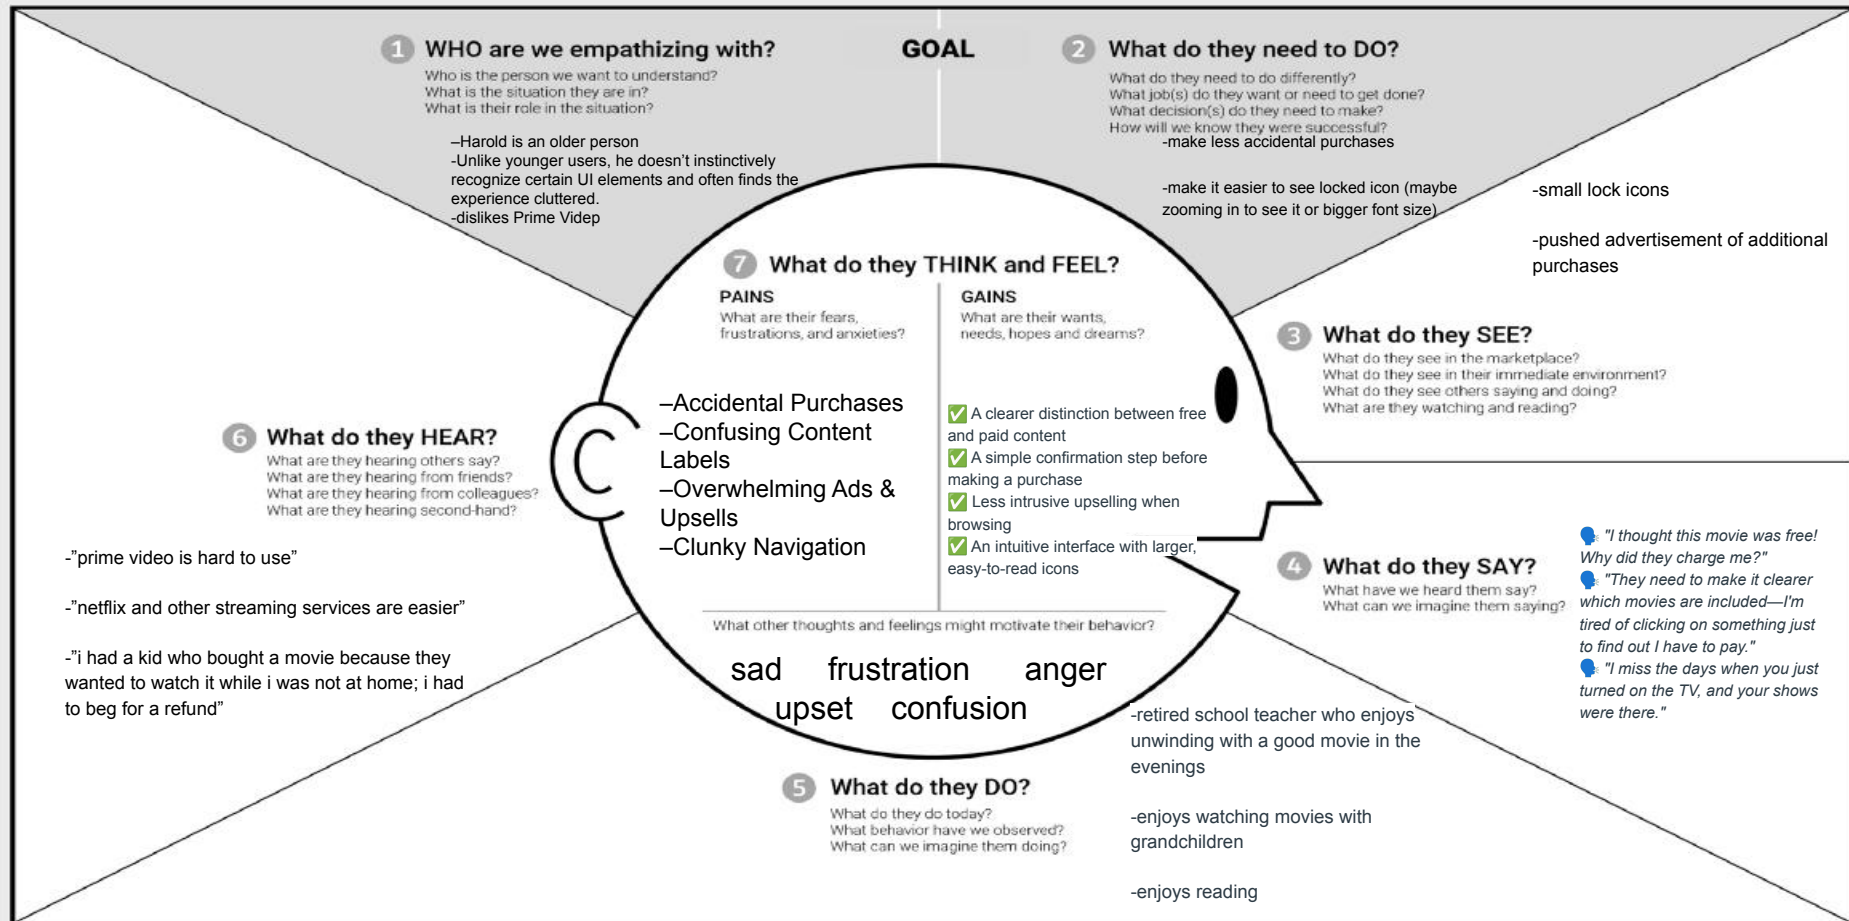 1 WHO are we empathizing with?
Who is the person we want to understand?
What is the situation they are in?
What is their role in the situation?
–Harold is an older person
-Unlike younger users, he doesn’t instinctively
recognize certain UI elements and often finds the
experience cluttered.
-dislikes Prime Videp
GOAL
2 What do they need to DO?
What do they need to do differently?
What job(s) do they want or need to get done?
What decision(s) do they need to make?
How will we know they were successful?
-make less accidental purchases
-make it easier to see locked icon (maybe
zooming in to see it or bigger font size)
-small lock icons
-pushed advertisement of additional
purchases
3 What do they SEE?
What do they see in the marketplace?
What do they see in their immediate environment?
What do they see others saying and doing?
What are they watching and reading?
4 What do they SAY?
What have we heard them say?
What can we imagine them saying?
🗣️ "I thought this movie was free!
Why did they charge me?"
🗣️ "They need to make it clearer
which movies are included—I'm
tired of clicking on something just
to find out I have to pay."
🗣️ "I miss the days when you just
turned on the TV, and your shows
were there."
5 What do they DO?
What do they do today?
What behavior have we observed?
What can we imagine them doing?
-retired school teacher who enjoys
unwinding with a good movie in the
evenings
-enjoys watching movies with
grandchildren
-enjoys reading
6 What do they HEAR?
What are they hearing others say?
What are they hearing from friends?
What are they hearing from colleagues?
What are they hearing second-hand?
-”prime video is hard to use”
-”netflix and other streaming services are easier”
-”i had a kid who bought a movie because they
wanted to watch it while i was not at home; i had
to beg for a refund”
7 What do they THINK and FEEL?
PAINS
What are their fears,
frustrations, and anxieties?
–Accidental Purchases
–Confusing Content
Labels
–Overwhelming Ads &
Upsells
–Clunky Navigation
GAINS
What are their wants,
needs, hopes and dreams?
✅ A clearer distinction between free
and paid content
✅ A simple confirmation step before
making a purchase
✅ Less intrusive upselling when
browsing
✅ An intuitive interface with larger,
easy-to-read icons
What other thoughts and feelings might motivate their behavior?
sad frustration anger
upset confusion